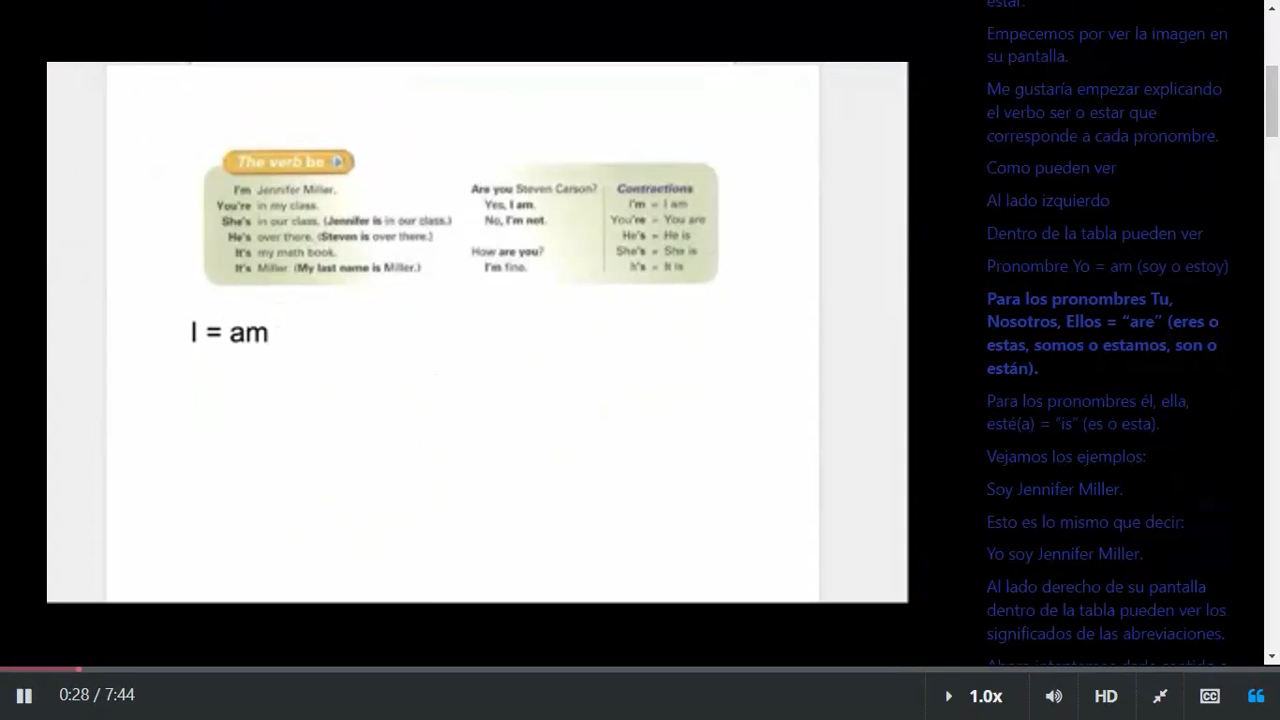 The verb be
I'm Jennifer Miller.
You're in my class.
She's in our class. (Jennifer is in our class.)
He's over there. (Steven is over there.)
It's my math book.
It's Miller. (My last name is Miller.)
Are you Steven Carson?
Yes, I am.
No, I'm not.
How are you?
I'm fine.
Contractions
I'm = I am
You're = You are
He's = He is
She's = She is
It's = It is
I = am
estar.
Empecemos por ver la imagen en
su pantalla.
Me gustaría empezar explicando
el verbo ser o estar que
corresponde a cada pronombre.
Como pueden ver
Al lado izquierdo
Dentro de la tabla pueden ver
Pronombre Yo = am (soy o estoy)
Para los pronombres Tu,
Nosotros, Ellos = “are” (eres o
estas, somos o estamos, son o
están).
Para los pronombres él, ella,
esté(a) = “is” (es o esta).
Vejamos los ejemplos:
Soy Jennifer Miller.
Esto es lo mismo que decir:
Yo soy Jennifer Miller.
Al lado derecho de su pantalla
dentro de la tabla pueden ver los
significados de las abreviaciones.
0:28 / 7:44
1.0x
HD
CC